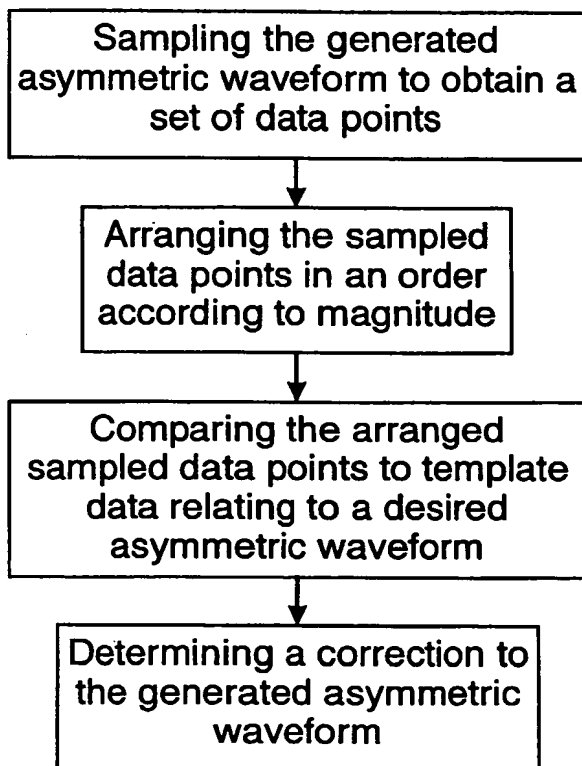 Sampling the generated
asymmetric waveform to obtain a
set of data points
Arranging the sampled
data points in an order
according to magnitude
Comparing the arranged
sampled data points to template
data relating to a desired
asymmetric waveform
Determining a correction to
the generated asymmetric
waveform